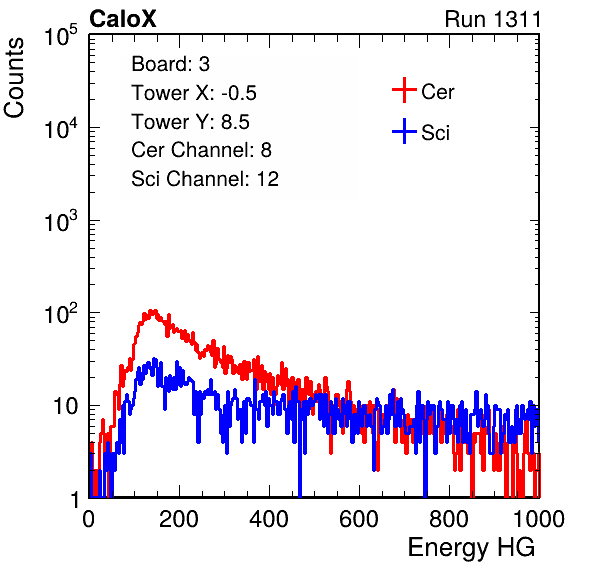 CaloX Run 1311
Counts
10^5
10^4
10^3
10^2
10
1
Board: 3
Tower X: -0.5
Tower Y: 8.5
Cer Channel: 8
Sci Channel: 12
Cer
Sci
0 200 400 600 800 1000
Energy HG